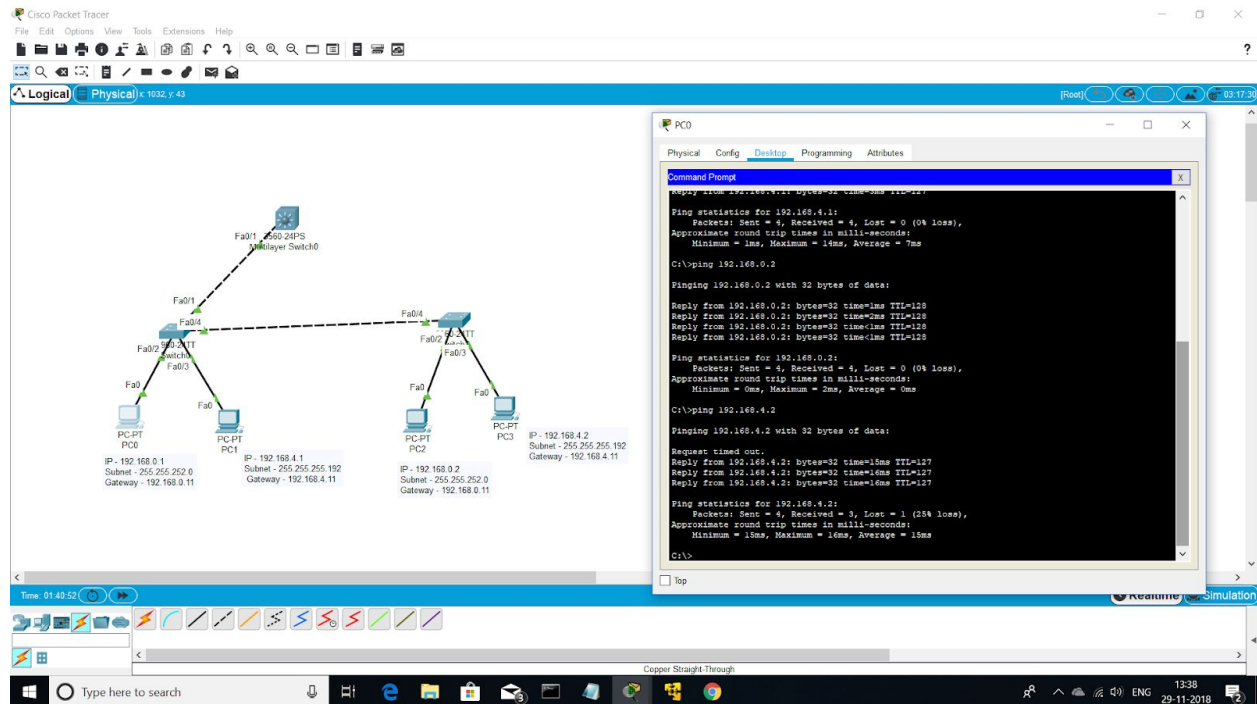 Cisco Packet Tracer
File Edit Options View Tools Extensions Help
?
Logical Physical x: 1032, y: 43
[Root] 03:17:30
Fa0/1 3560-24PS
Multilayer Switch0
Fa0/1
Fa0/4
Fa0/2
Switch0
Fa0/3
Fa0/4
Fa0/2
Fa0/3
Fa0
Fa0
Fa0
Fa0
PC-PT
PC0
PC-PT
PC1
PC-PT
PC2
PC-PT
PC3
IP - 192.168.0.1
Subnet - 255.255.252.0
Gateway - 192.168.0.11
IP - 192.168.4.1
Subnet - 255.255.255.192
Gateway - 192.168.4.11
IP - 192.168.0.2
Subnet - 255.255.252.0
Gateway - 192.168.0.11
IP - 192.168.4.2
Subnet - 255.255.255.192
Gateway - 192.168.4.11
PC0
Physical Config Desktop Programming Attributes
Command Prompt X
Reply from 192.168.4.1: bytes=32 time=3ms TTL=127
Ping statistics for 192.168.4.1:
Packets: Sent = 4, Received = 4, Lost = 0 (0% loss),
Approximate round trip times in milli-seconds:
Minimum = 1ms, Maximum = 14ms, Average = 7ms
C:\>ping 192.168.0.2
Pinging 192.168.0.2 with 32 bytes of data:
Reply from 192.168.0.2: bytes=32 time=1ms TTL=128
Reply from 192.168.0.2: bytes=32 time=2ms TTL=128
Reply from 192.168.0.2: bytes=32 time<1ms TTL=128
Reply from 192.168.0.2: bytes=32 time<1ms TTL=128
Ping statistics for 192.168.0.2:
Packets: Sent = 4, Received = 4, Lost = 0 (0% loss),
Approximate round trip times in milli-seconds:
Minimum = 0ms, Maximum = 2ms, Average = 0ms
C:\>ping 192.168.4.2
Pinging 192.168.4.2 with 32 bytes of data:
Request timed out.
Reply from 192.168.4.2: bytes=32 time=15ms TTL=127
Reply from 192.168.4.2: bytes=32 time=16ms TTL=127
Reply from 192.168.4.2: bytes=32 time=16ms TTL=127
Ping statistics for 192.168.4.2:
Packets: Sent = 4, Received = 3, Lost = 1 (25% loss),
Approximate round trip times in milli-seconds:
Minimum = 15ms, Maximum = 16ms, Average = 15ms
C:\>
Top
Time: 01:40:52
Realtime Simulation
Copper Straight-Through
Type here to search
ENG
13:38
29-11-2018